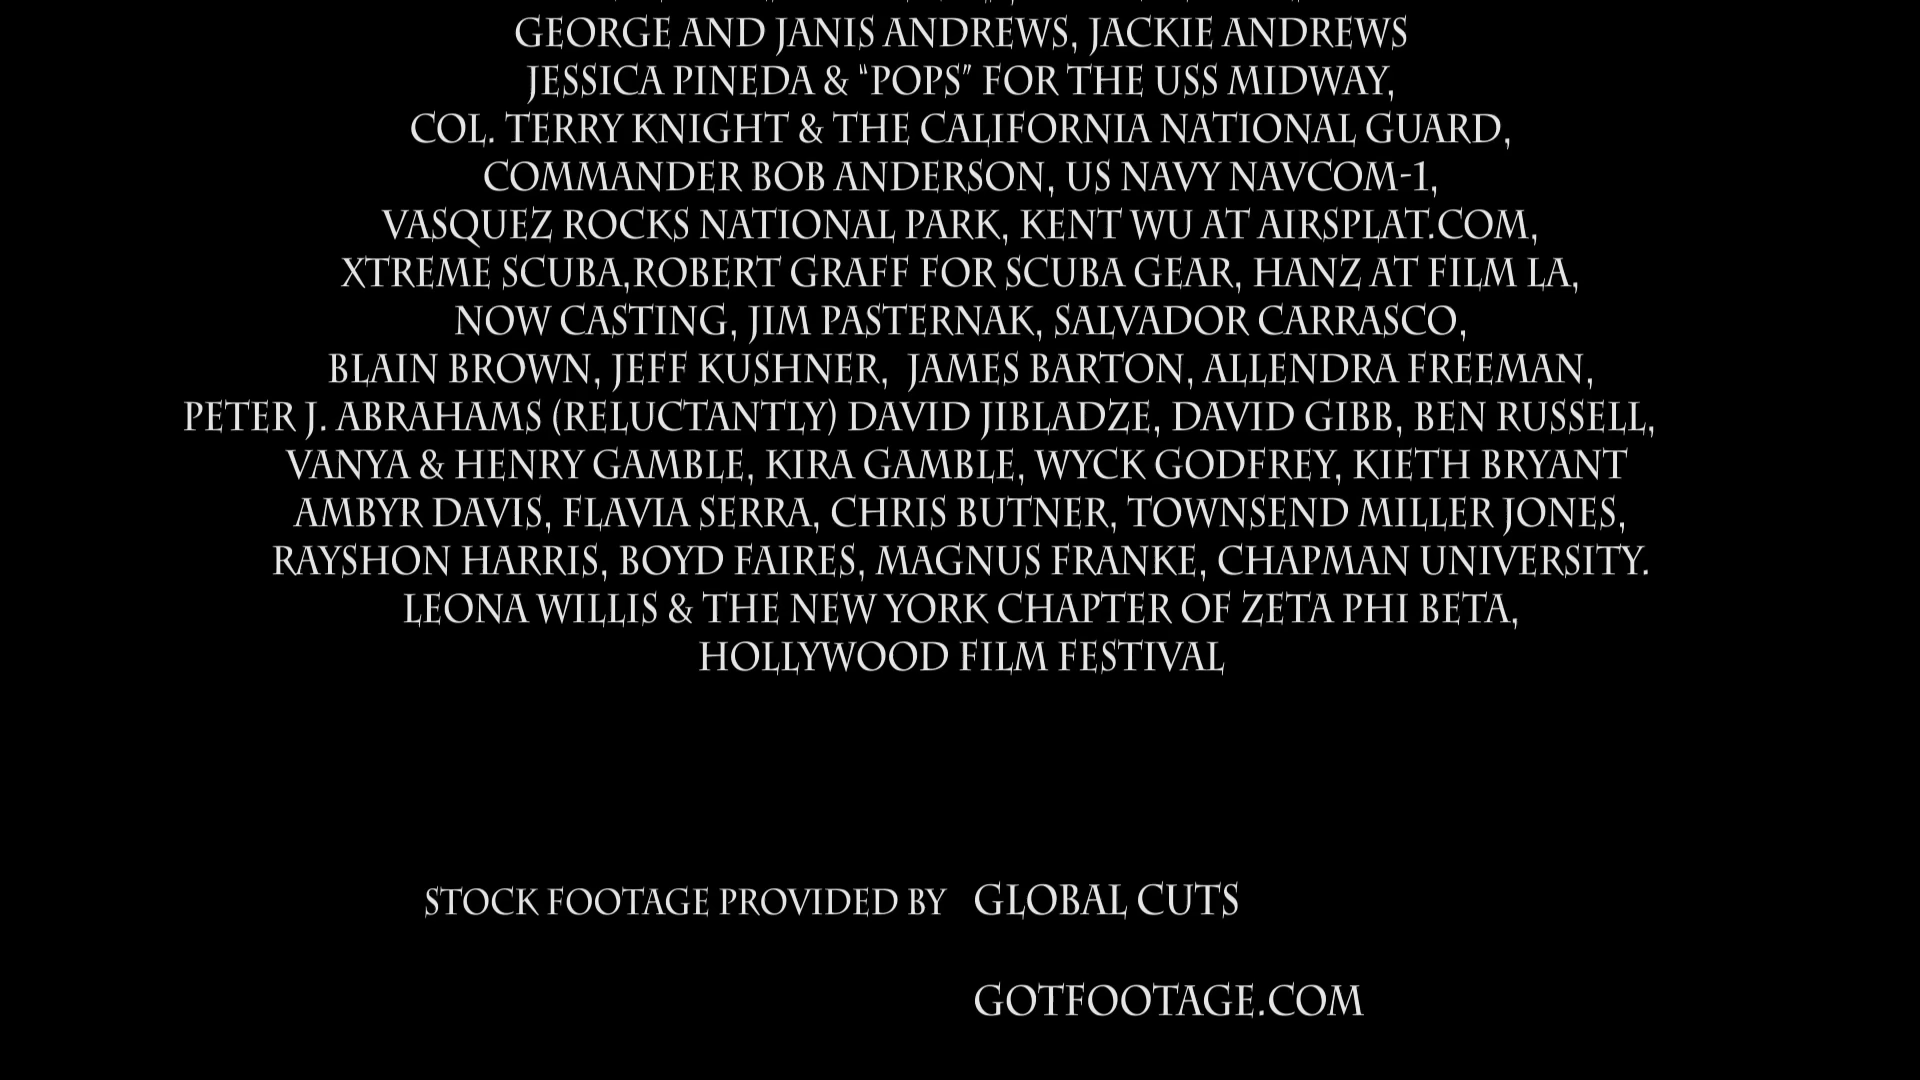 GEORGE AND JANIS ANDREWS, JACKIE ANDREWS
JESSICA PINEDA & “POPS” FOR THE USS MIDWAY,
COL. TERRY KNIGHT & THE CALIFORNIA NATIONAL GUARD,
COMMANDER BOB ANDERSON, US NAVY NAVCOM-1,
VASQUEZ ROCKS NATIONAL PARK, KENT WU AT AIRSPLAT.COM,
XTREME SCUBA,ROBERT GRAFF FOR SCUBA GEAR, HANZ AT FILM LA,
NOW CASTING, JIM PASTERNAK, SALVADOR CARRASCO,
BLAIN BROWN, JEFF KUSHNER, JAMES BARTON, ALLENDRA FREEMAN,
PETER J. ABRAHAMS (RELUCTANTLY) DAVID JIBLADZE, DAVID GIBB, BEN RUSSELL,
VANYA & HENRY GAMBLE, KIRA GAMBLE, WYCK GODFREY, KIETH BRYANT
AMBYR DAVIS, FLAVIA SERRA, CHRIS BUTNER, TOWNSEND MILLER JONES,
RAYSHON HARRIS, BOYD FAIRES, MAGNUS FRANKE, CHAPMAN UNIVERSITY.
LEONA WILLIS & THE NEW YORK CHAPTER OF ZETA PHI BETA,
HOLLYWOOD FILM FESTIVAL
STOCK FOOTAGE PROVIDED BY GLOBAL CUTS
GOTFOOTAGE.COM